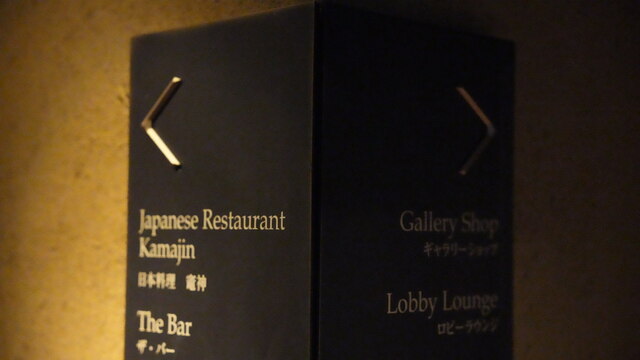 Japanese Restaurant
Kamajin
日本料理 竈神
The Bar
ザ・バー
Gallery Shop
ギャラリーショップ
Lobby Lounge
ロビーラウンジ